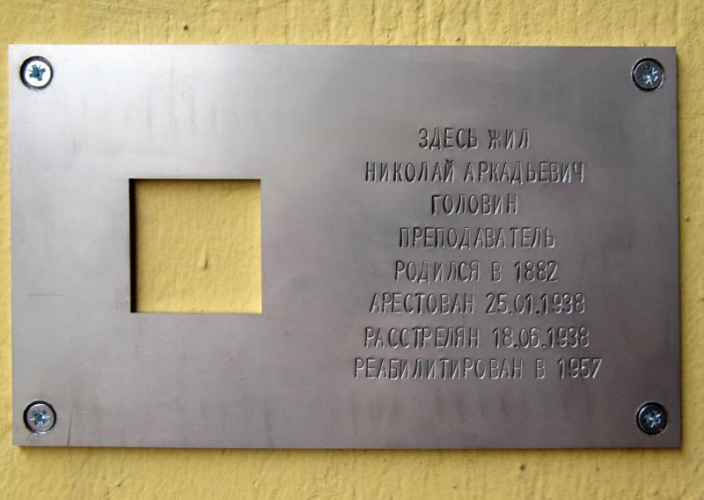 ЗДЕСЬ ЖИЛ
НИКОЛАЙ АРКАДЬЕВИЧ
ГОЛОВИН
ПРЕПОДАВАТЕЛЬ
РОДИЛСЯ В 1882
АРЕСТОВАН 25.01.1938
РАССТРЕЛЯН 18.06.1938
РЕАБИЛИТИРОВАН В 1957